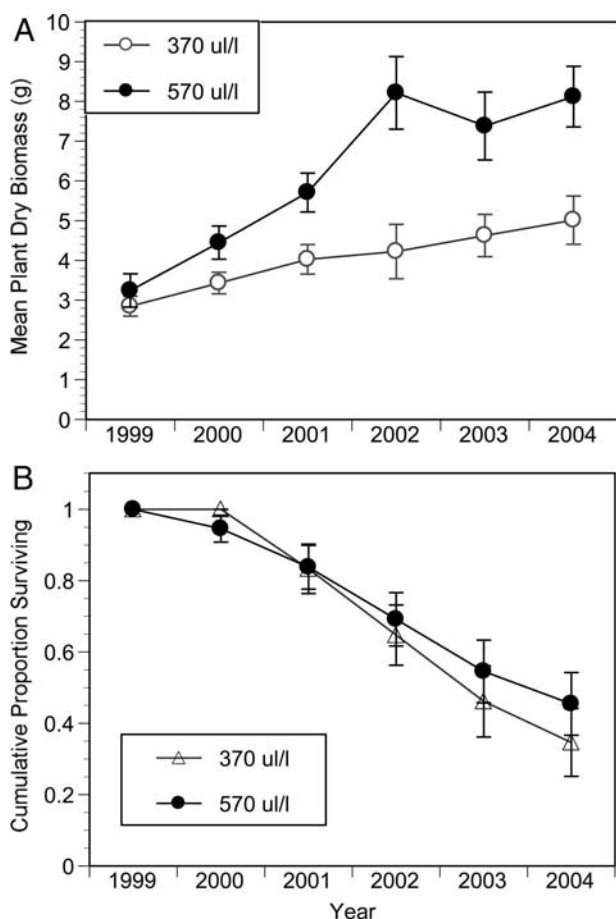 A
370 ul/l
570 ul/l
Mean Plant Dry Biomass (g)
10
9
8
7
6
5
4
3
2
1
0
1999 2000 2001 2002 2003 2004
B
Cumulative Proportion Surviving
1
0.8
0.6
0.4
0.2
0
370 ul/l
570 ul/l
1999 2000 2001 2002 2003 2004
Year